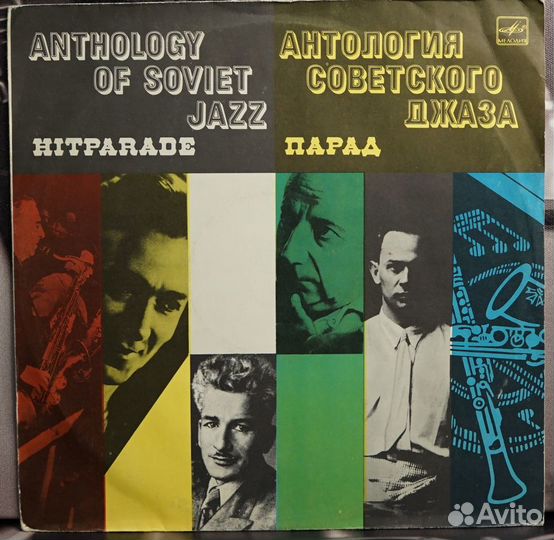 ANTHOLOGY
OF SOVIET
JAZZ
HITPARADE
АНТОЛОГИЯ
СОВЕТСКОГО
ДЖАЗА
ПАРАД
МЕЛОДИЯ
Avito